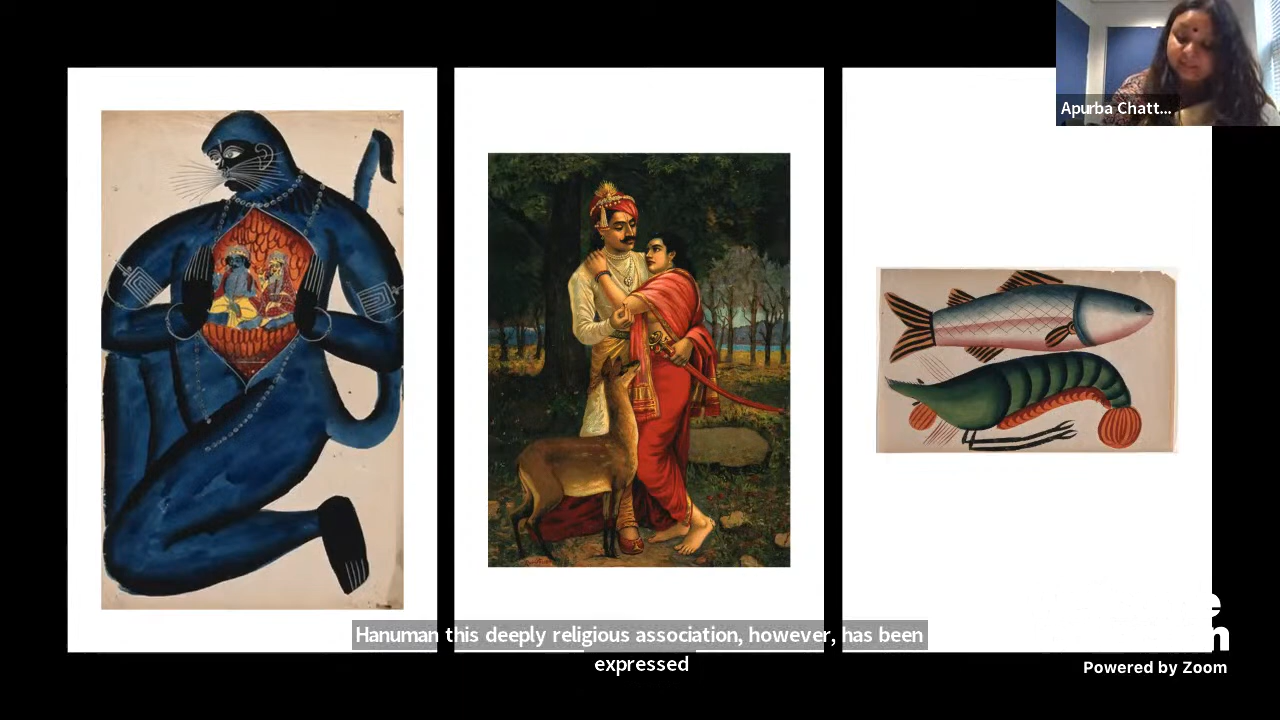 Apurba Chatt...
Hanuman this deeply religious association, however, has been
expressed
Powered by Zoom